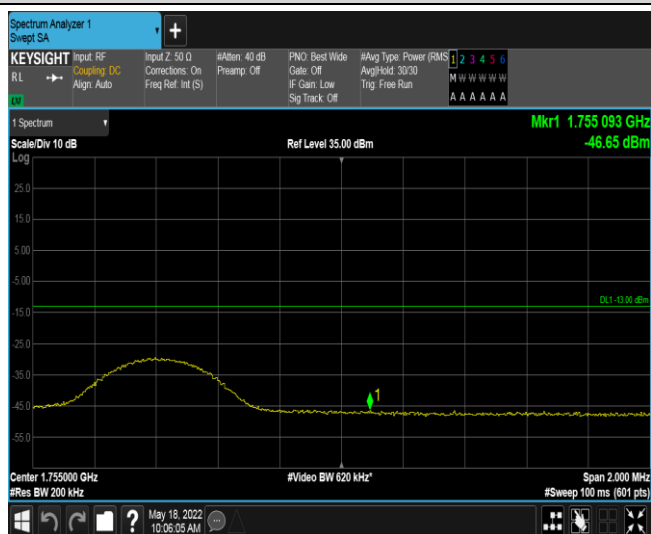 Spectrum Analyzer 1
Swept SA
+
KEYSIGHT Input: RF Input Z: 50 Ω #Atten: 40 dB PNO: Best Wide #Avg Type: Power (RMS 1 2 3 4 5 6
RL Coupling: DC Corrections: On Preamp: Off Gate: Off Avg|Hold: 30/30 M W W W W W
Align: Auto Freq Ref: Int (S) IF Gain: Low Trig: Free Run
Sig Track: Off A A A A A A
LXI
1 Spectrum Mkr1 1.755 093 GHz
Scale/Div 10 dB Ref Level 35.00 dBm -46.65 dBm
Log
25.0
15.0
5.00
-5.00
DL1 -13.00 dBm
-15.0
-25.0
-35.0
1
-45.0
-55.0
Center 1.755000 GHz #Video BW 620 kHz* Span 2.000 MHz
#Res BW 200 kHz #Sweep 100 ms (601 pts)
? May 18, 2022
10:06:05 AM